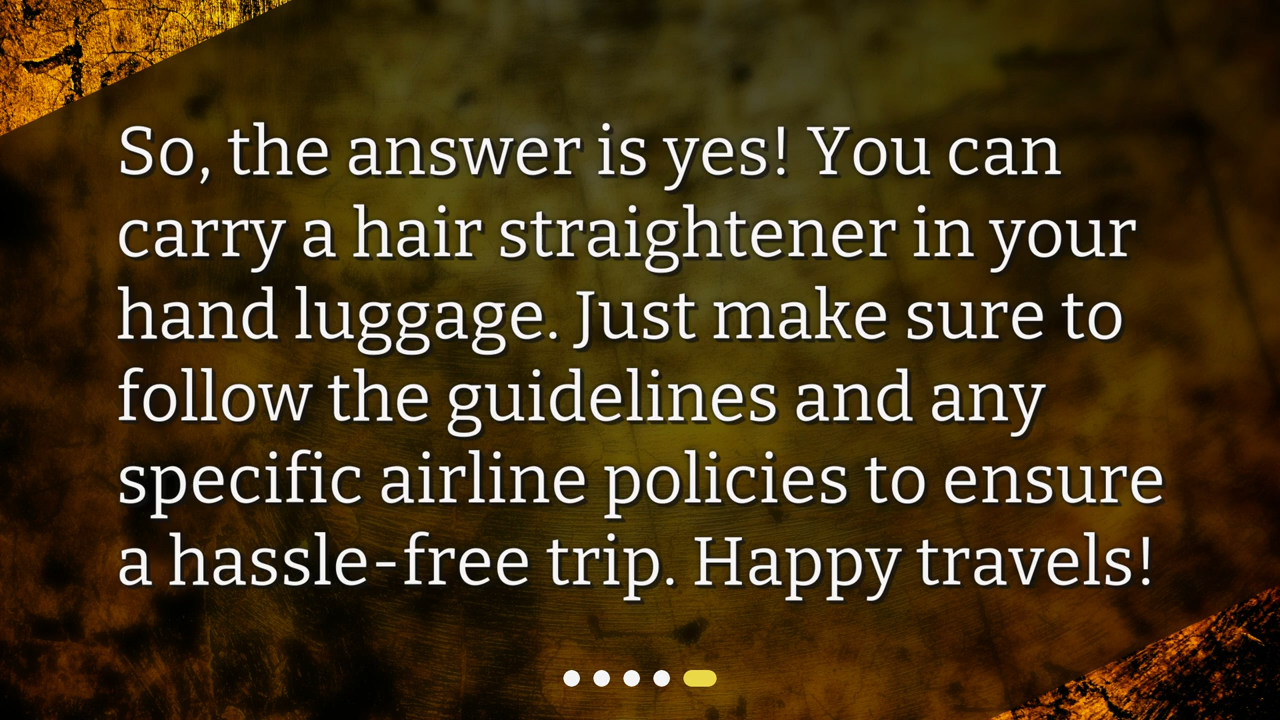 So, the answer is yes! You can
carry a hair straightener in your
hand luggage. Just make sure to
follow the guidelines and any
specific airline policies to ensure
a hassle-free trip. Happy travels!